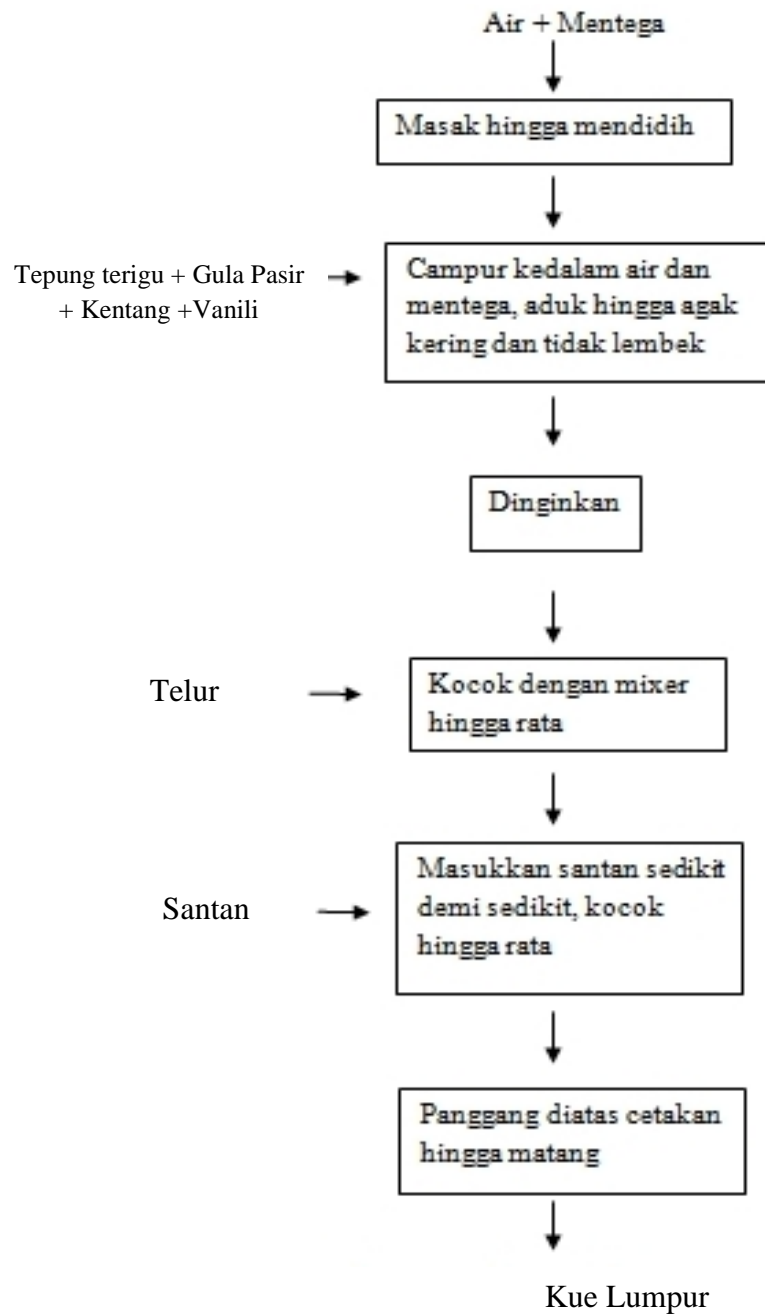 Air + Mentega
Masak hingga mendidih
Tepung terigu + Gula Pasir
+ Kentang +Vanili
Campur kedalam air dan
mentega, aduk hingga agak
kering dan tidak lembek
Dinginkan
Telur
Kocok dengan mixer
hingga rata
Santan
Masukkan santan sedikit
demi sedikit, kocok
hingga rata
Panggang diatas cetakan
hingga matang
Kue Lumpur